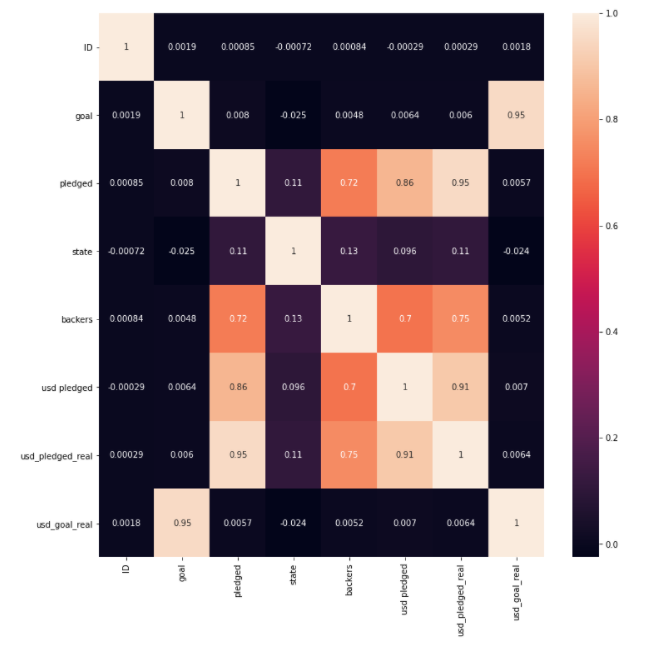 ID 1 0.0019 0.00085 -0.00072 0.00084 -0.00029 0.00029 0.0018
goal 0.0019 1 0.008 -0.025 0.0048 0.0064 0.006 0.95
pledged 0.00085 0.008 1 0.11 0.72 0.86 0.95 0.0057
state -0.00072 -0.025 0.11 1 0.13 0.096 0.11 -0.024
backers 0.00084 0.0048 0.72 0.13 1 0.7 0.75 0.0052
usd pledged -0.00029 0.0064 0.86 0.096 0.7 1 0.91 0.007
usd_pledged_real 0.00029 0.006 0.95 0.11 0.75 0.91 1 0.0064
usd_goal_real 0.0018 0.95 0.0057 -0.024 0.0052 0.007 0.0064 1
ID goal pledged state backers usd pledged usd_pledged_real usd_goal_real
1.0
0.8
0.6
0.4
0.2
0.0